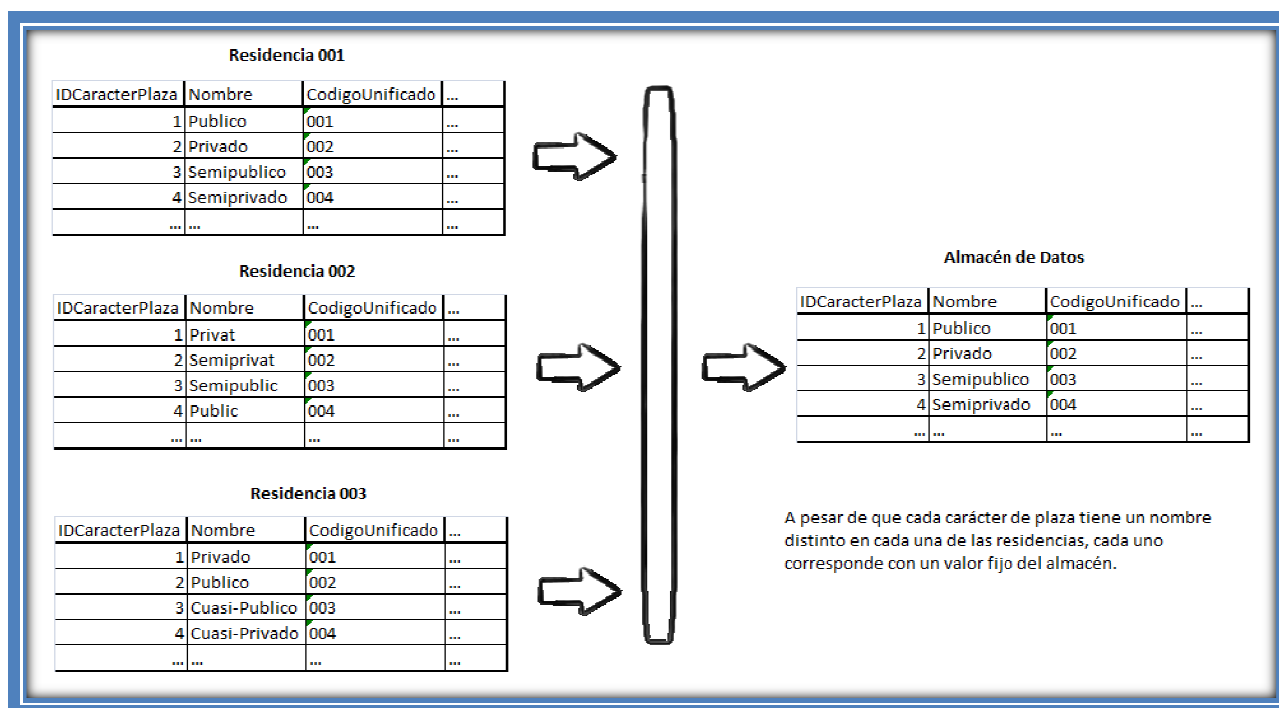 Residencia 001
IDCaracterPlaza Nombre CodigoUnificado ...
1 Publico 001 ...
2 Privado 002 ...
3 Semipublico 003 ...
4 Semiprivado 004 ...
... ... ... ...
Residencia 002
IDCaracterPlaza Nombre CodigoUnificado ...
1 Privat 001 ...
2 Semiprivat 002 ...
3 Semipublic 003 ...
4 Public 004 ...
... ... ... ...
Residencia 003
IDCaracterPlaza Nombre CodigoUnificado ...
1 Privado 001 ...
2 Publico 002 ...
3 Cuasi-Publico 003 ...
4 Cuasi-Privado 004 ...
... ... ... ...
Almacén de Datos
IDCaracterPlaza Nombre CodigoUnificado ...
1 Publico 001 ...
2 Privado 002 ...
3 Semipublico 003 ...
4 Semiprivado 004 ...
... ... ... ...
A pesar de que cada carácter de plaza tiene un nombre
distinto en cada una de las residencias, cada uno
corresponde con un valor fijo del almacén.